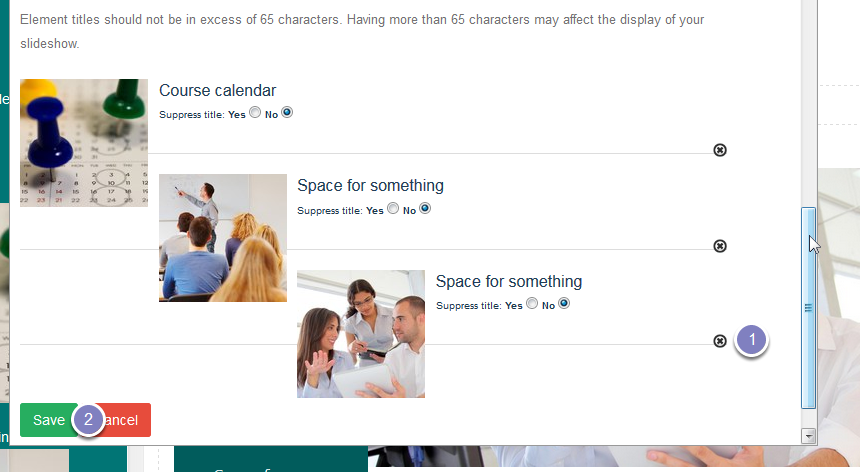 Element titles should not be in excess of 65 characters. Having more than 65 characters may affect the display of your
slideshow.
Course calendar
Suppress title: Yes No
Space for something
Suppress title: Yes No
Space for something
Suppress title: Yes No
1
Save 2 ancel